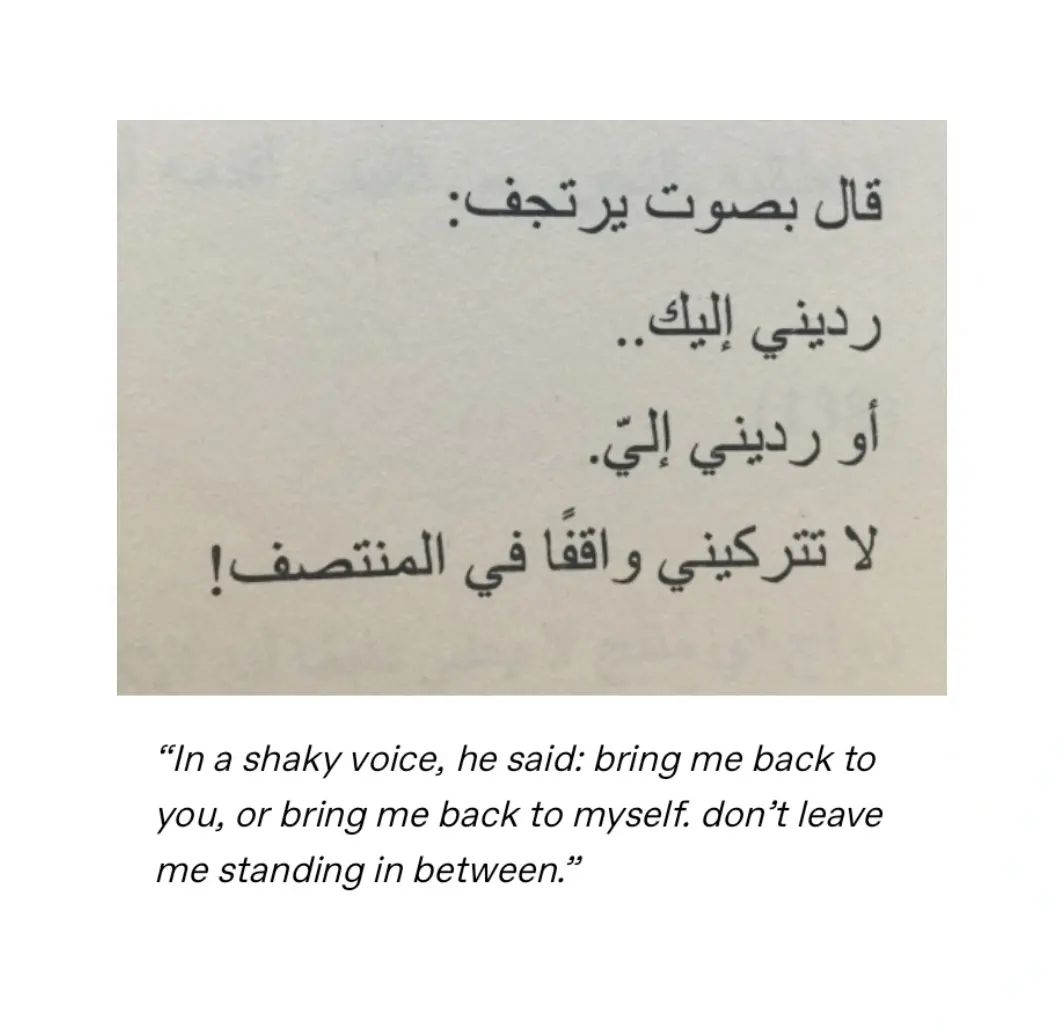 قال بصوت يرتجف:
رديني إليك..
أو رديني إليّ.
لا تتركيني واقفًا في المنتصف!
“In a shaky voice, he said: bring me back to
you, or bring me back to myself. don’t leave
me standing in between.”